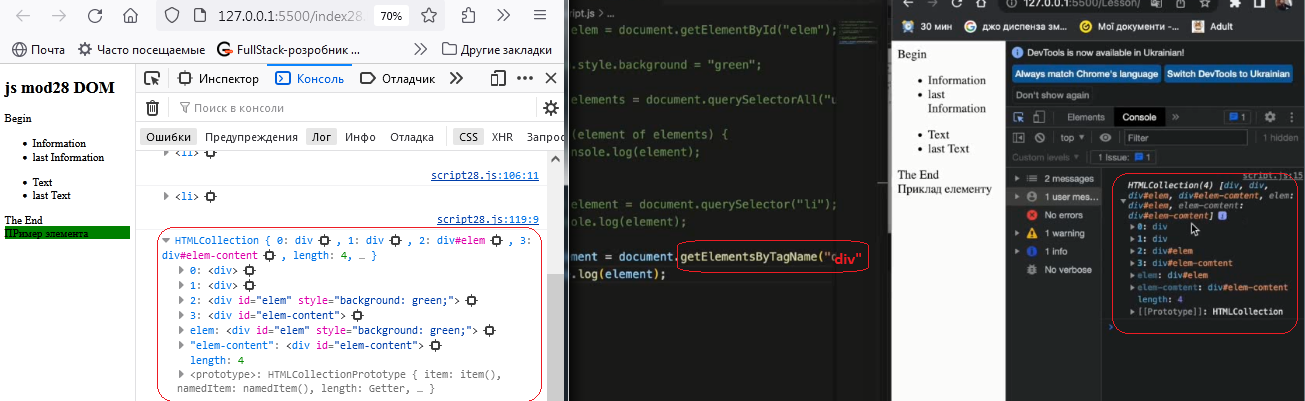 127.0.0.1:5500/index28.
70%
Почта
Часто посещаемые
FullStack-розробник ...
Другие закладки
js mod28 DOM
Begin
Information
last Information
Text
last Text
The End
ПРимер элемента
Инспектор
Консоль
Отладчик
Поиск в консоли
Ошибки
Предупреждения
Лог
Инфо
Отладка
CSS
XHR
Запрос
<li>
script28.js:106:11
<li>
script28.js:119:9
HTMLCollection { 0: div , 1: div , 2: div#elem , 3:
div#elem-content , length: 4, … }
0: <div>
1: <div>
2: <div id="elem" style="background: green;">
3: <div id="elem-content">
elem: <div id="elem" style="background: green;">
"elem-content": <div id="elem-content">
length: 4
<prototype>: HTMLCollectionPrototype { item: item(),
namedItem: namedItem(), length: Getter, … }
cript.js > ...
elem = document.getElementById("elem");
.style.background = "green";
elements = document.querySelectorAll("u
(element of elements) {
nsole.log(element);
element = document.querySelector("li");
ole.log(element);
ment = document.getElementsByTagName("div"
.log(element);
127.0.0.1:5500/Lesson/
30 мин
джо диспенза зм...
Мої документи -...
Adult
Begin
Information
last
Information
Text
last Text
The End
Приклад елементу
DevTools is now available in Ukrainian!
Always match Chrome's language
Switch DevTools to Ukrainian
Don't show again
Elements
Console
1
top
Filter
1 hidden
Custom levels
1 Issue:
1
2 messages
1 user mes...
No errors
1 warning
1 info
No verbose
script.js:15
HTMLCollection(4) [div, div,
div#elem, div#elem-comtent, elem:
div#elem, elem-comtent:
div#elem-comtent]
0: div
1: div
2: div#elem
3: div#elem-comtent
elem: div#elem
elem-comtent: div#elem-comtent
length: 4
[[Prototype]]: HTMLCollection